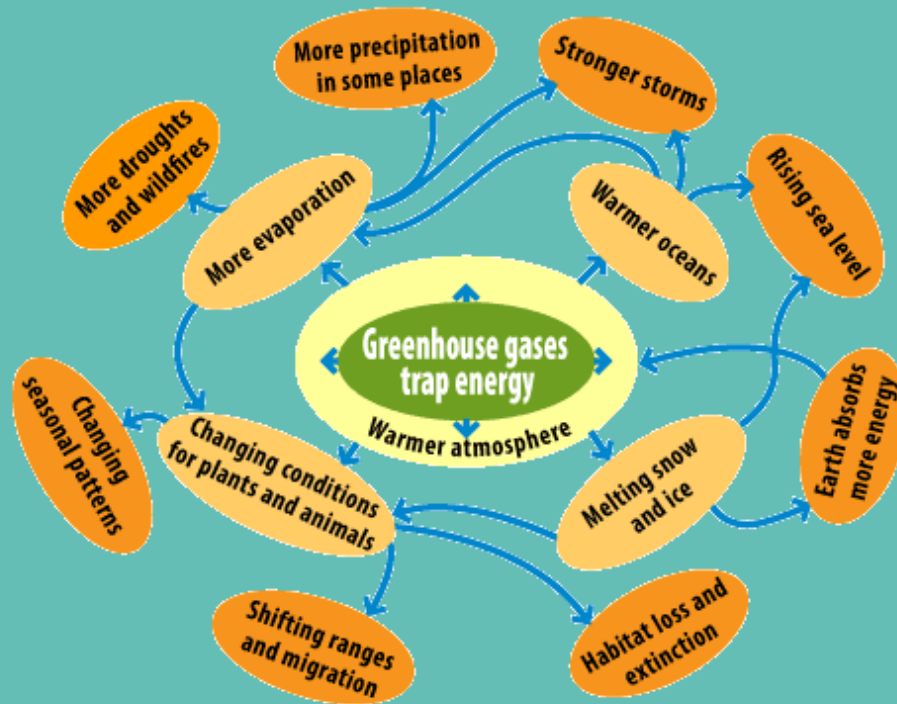 More precipitation
in some places
Stronger storms
More droughts
and wildfires
More evaporation
Warmer oceans
Rising sea level
Greenhouse gases
trap energy
Warmer atmosphere
Changing
seasonal patterns
Changing conditions
for plants and animals
Melting snow
and ice
Earth absorbs
more energy
Shifting ranges
and migration
Habitat loss and
extinction